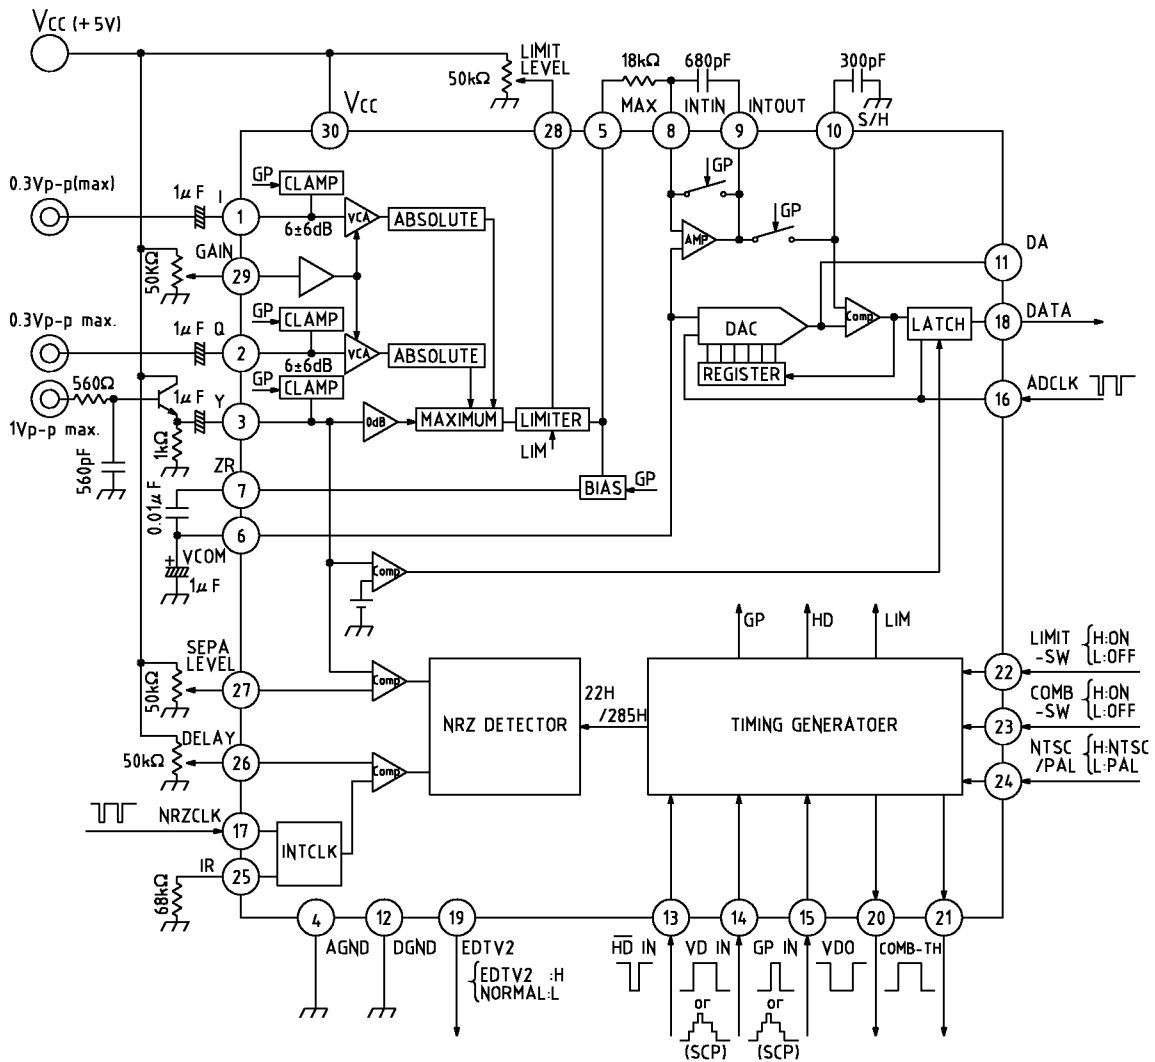 VCC (+5V)
LIMIT
LEVEL
50kΩ
18kΩ
680pF
300pF
VCC
MAX
INTIN
INTOUT
S/H
30
28
5
8
9
10
0.3Vp-p(max)
1μF
I
1
GP
CLAMP
6±6dB
VCA
ABSOLUTE
GP
GP
AMP
DA
11
50KΩ
GAIN
29
0.3Vp-p max.
1μF
Q
2
GP
CLAMP
6±6dB
VCA
ABSOLUTE
DAC
Comp
LATCH
18
DATA
REGISTER
560Ω
1Vp-p max.
1μF
Y
3
GP
CLAMP
0dB
MAXIMUM
LIMITER
LIM
16
ADCLK
1kΩ
560pF
ZR
7
BIAS
GP
0.01μF
6
VCOM
+
1μF
Comp
GP
HD
LIM
SEPA
LEVEL
50kΩ
27
Comp
NRZ DETECTOR
22H
/285H
TIMING GENERATOER
22
LIMIT
-SW
H:ON
L:OFF
23
COMB
-SW
H:ON
L:OFF
24
NTSC
/PAL
H:NTSC
L:PAL
DELAY
50kΩ
26
Comp
NRZCLK
17
INTCLK
IR
25
68kΩ
4
AGND
12
DGND
19
EDTV2
EDTV2 :H
NORMAL:L
13
HD IN
14
VD IN
or
(SCP)
15
GP IN
or
(SCP)
20
VDO
21
COMB-TH